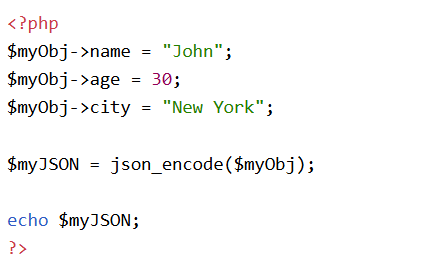 <?php
$myObj->name = "John";
$myObj->age = 30;
$myObj->city = "New York";

$myJSON = json_encode($myObj);

echo $myJSON;
?>